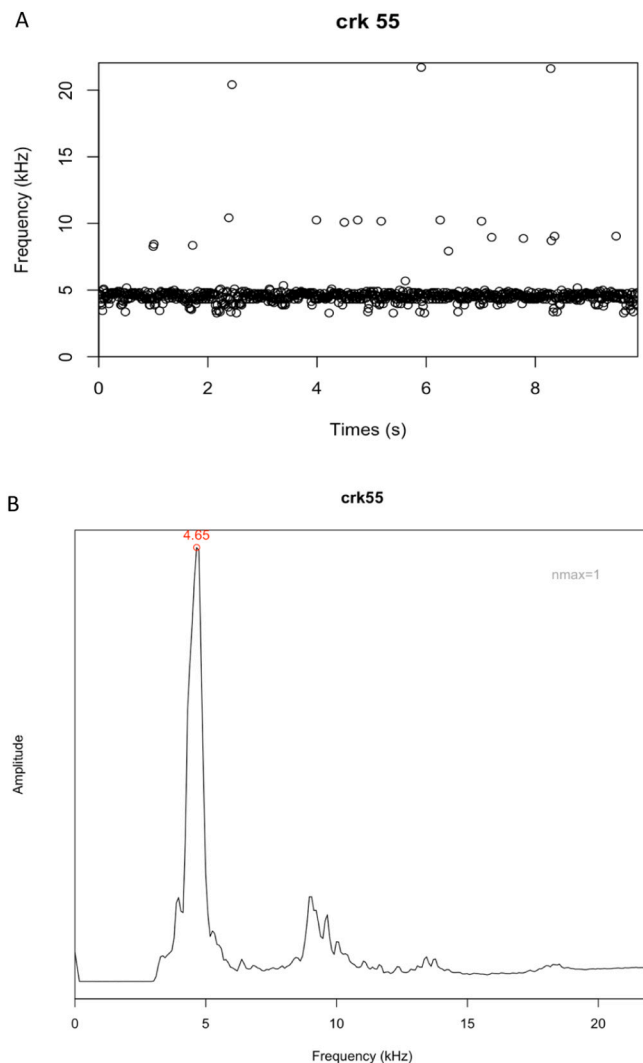 A
crk 55
Frequency (kHz)
20
15
10
5
0
0 2 4 6 8
Times (s)
B
crk55
4.65
nmax=1
Amplitude
0 5 10 15 20
Frequency (kHz)